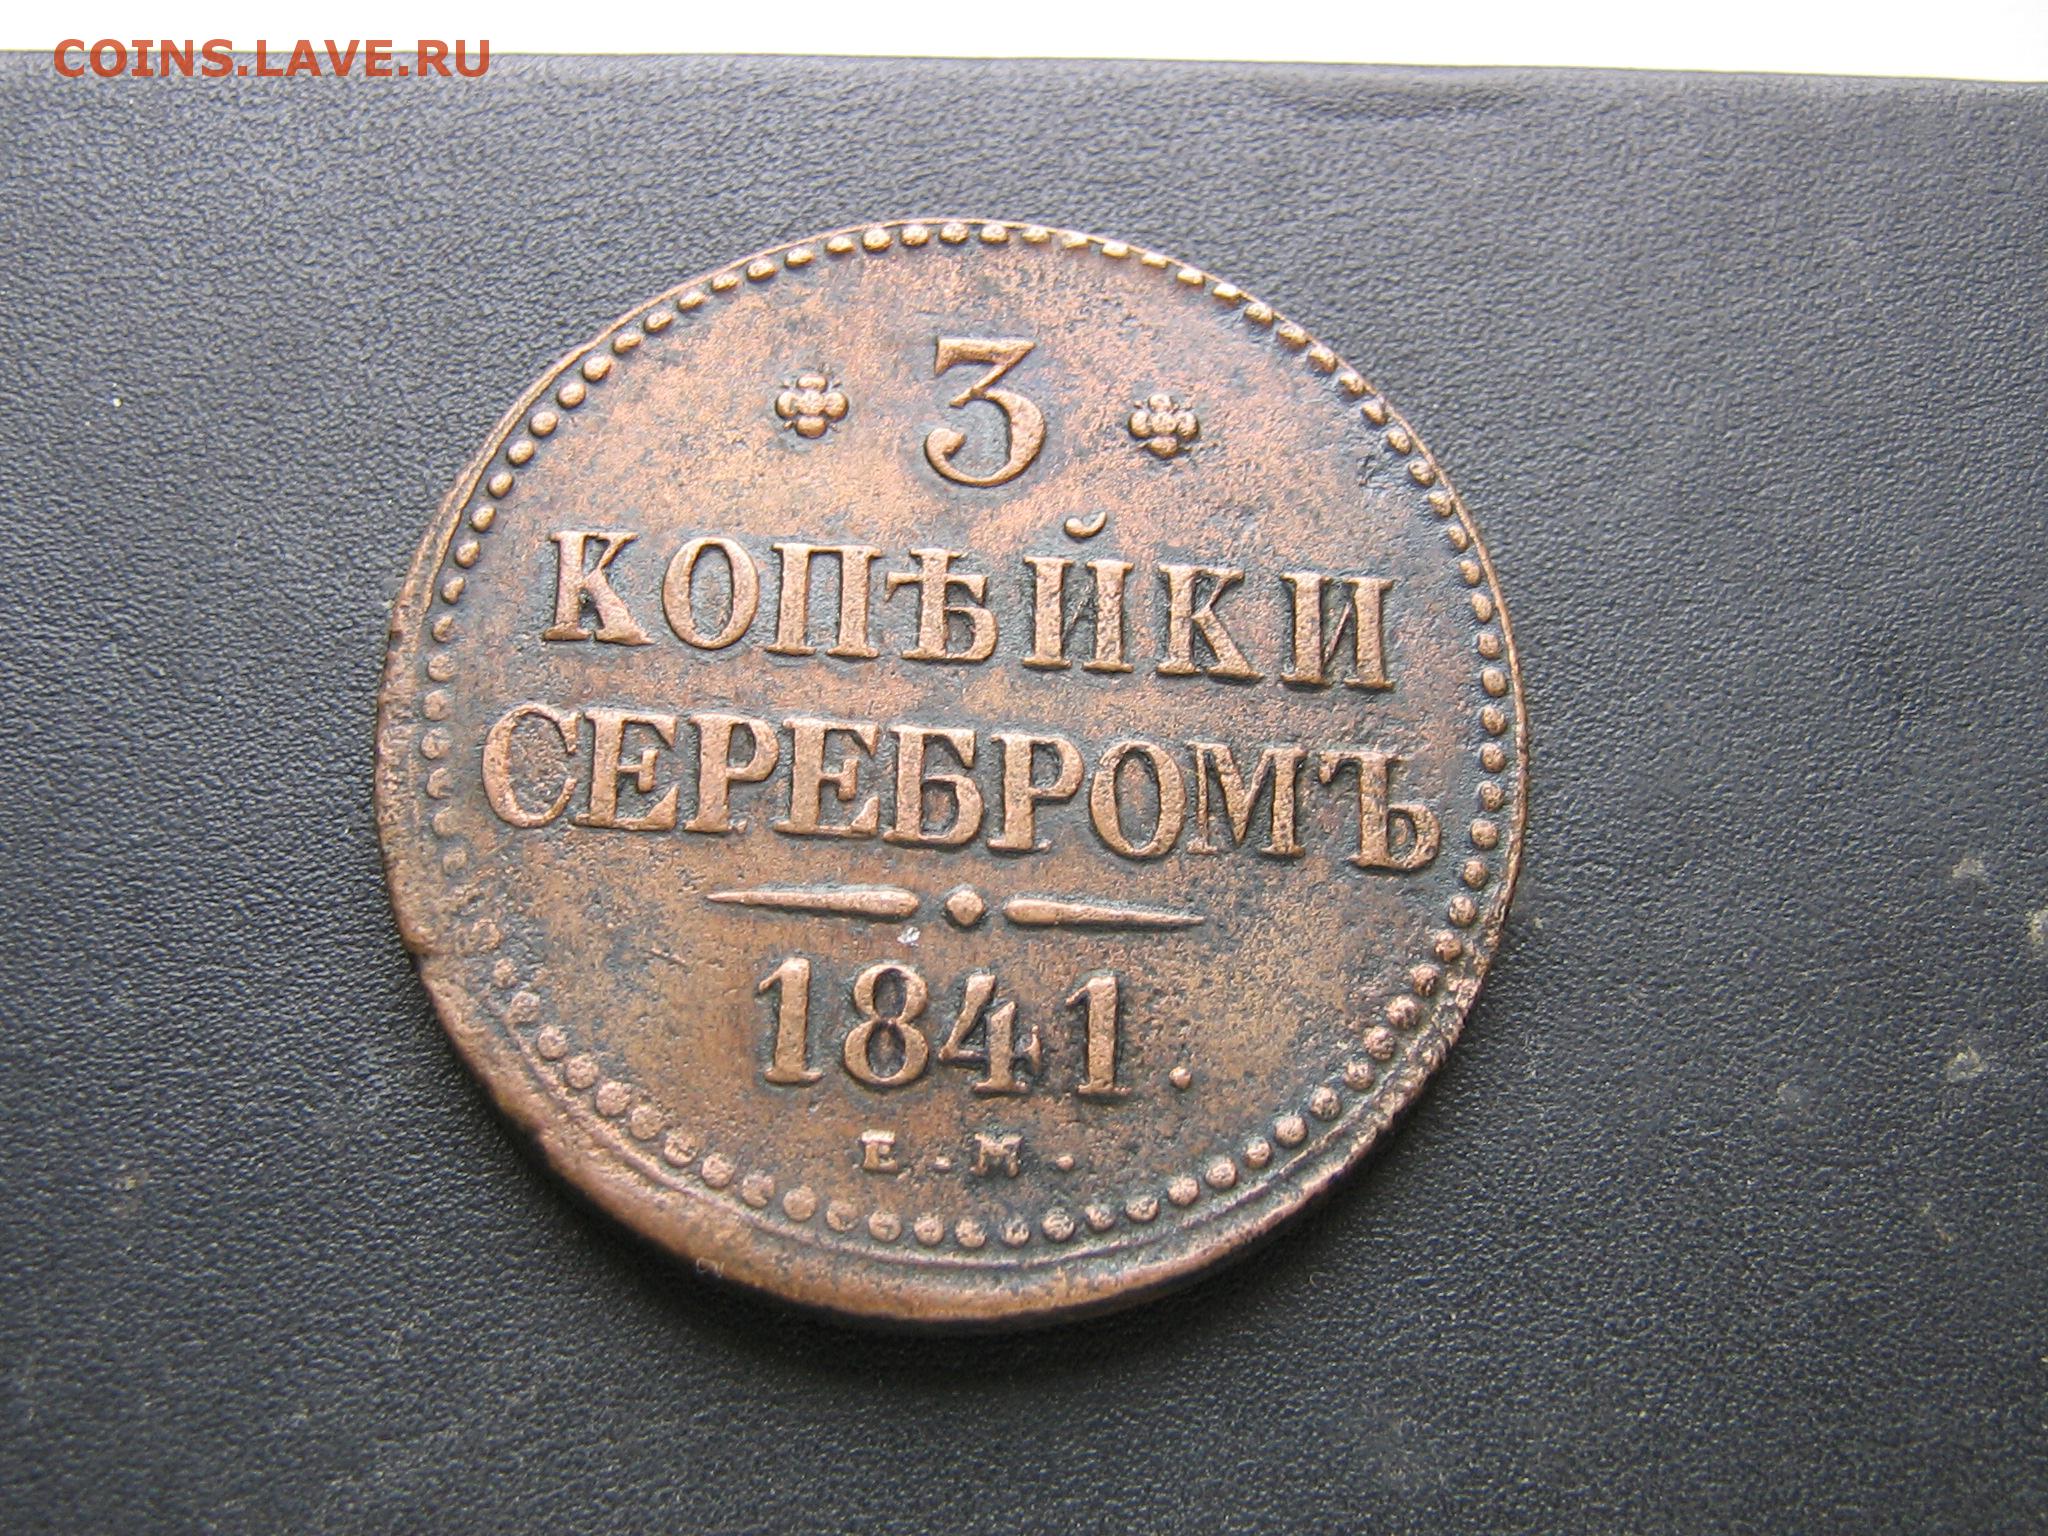 COINS.LAVE.RU
3
КОПѢЙКИ
СЕРЕБРОМЪ
1841.
Е.М.